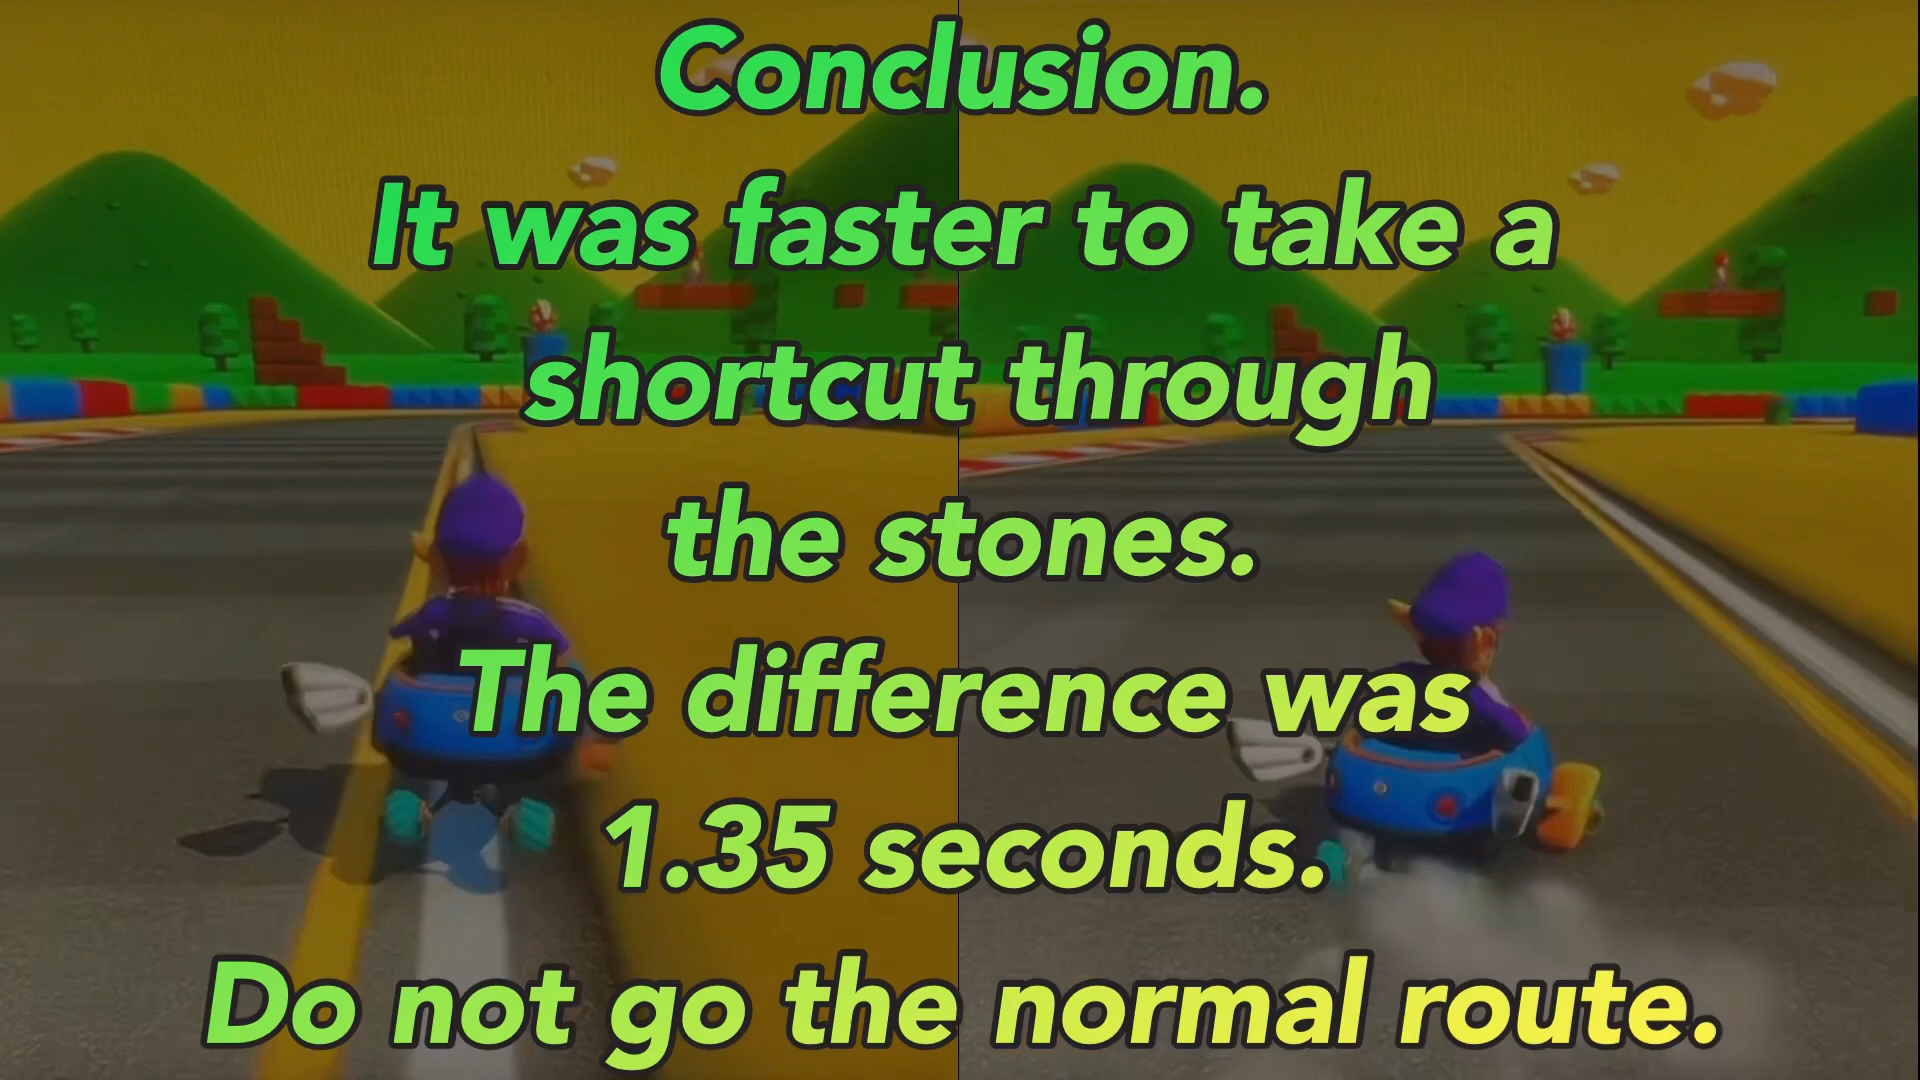 Conclusion.
It was faster to take a
shortcut through
the stones.
The difference was
1.35 seconds.
Do not go the normal route.